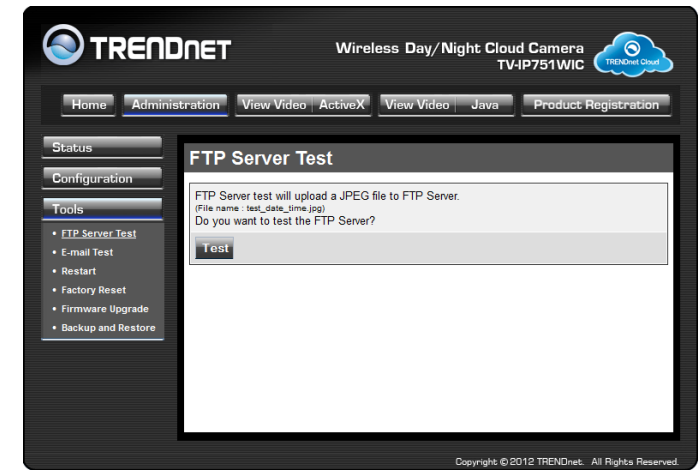 TRENDNET
Wireless Day/Night Cloud Camera
TV-IP751WIC
TRENDnet Cloud
Home Administration View Video ActiveX View Video Java Product Registration
Status
Configuration
Tools
• FTP Server Test
• E-mail Test
• Restart
• Factory Reset
• Firmware Upgrade
• Backup and Restore
FTP Server Test
FTP Server test will upload a JPEG file to FTP Server.
(File name : test_date_time.jpg)
Do you want to test the FTP Server?
Test
Copyright © 2012 TRENDnet. All Rights Reserved.